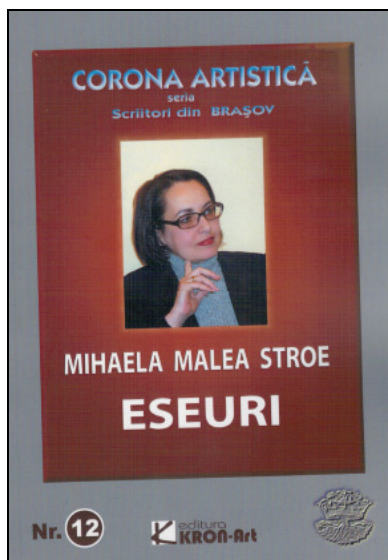 CORONA ARTISTICĂ
seria
Scriitori din BRAŞOV
MIHAELA MALEA STROE
ESEURI
Nr. 12
editura
KRON-Art